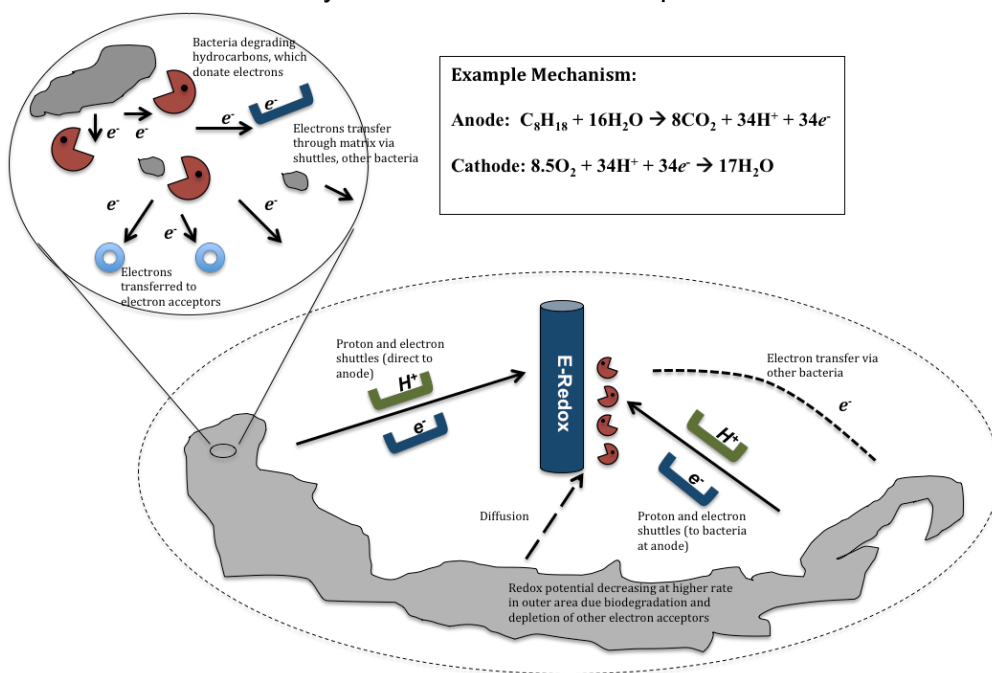 Bacteria degrading
hydrocarbons, which
donate electrons
e⁻
e⁻
e⁻
e⁻
e⁻
Electrons transfer
through matrix via
shuttles, other bacteria
e⁻
e⁻
e⁻
Electrons
transferred to
electron acceptors
Example Mechanism:
Anode: C₈H₁₈ + 16H₂O → 8CO₂ + 34H⁺ + 34e⁻
Cathode: 8.5O₂ + 34H⁺ + 34e⁻ → 17H₂O
Proton and electron
shuttles (direct to
anode)
H⁺
e⁻
E-Redox
Electron transfer via
other bacteria
e⁻
H⁺
e⁻
Diffusion
Proton and electron
shuttles (to bacteria
at anode)
Redox potential decreasing at higher rate
in outer area due biodegradation and
depletion of other electron acceptors